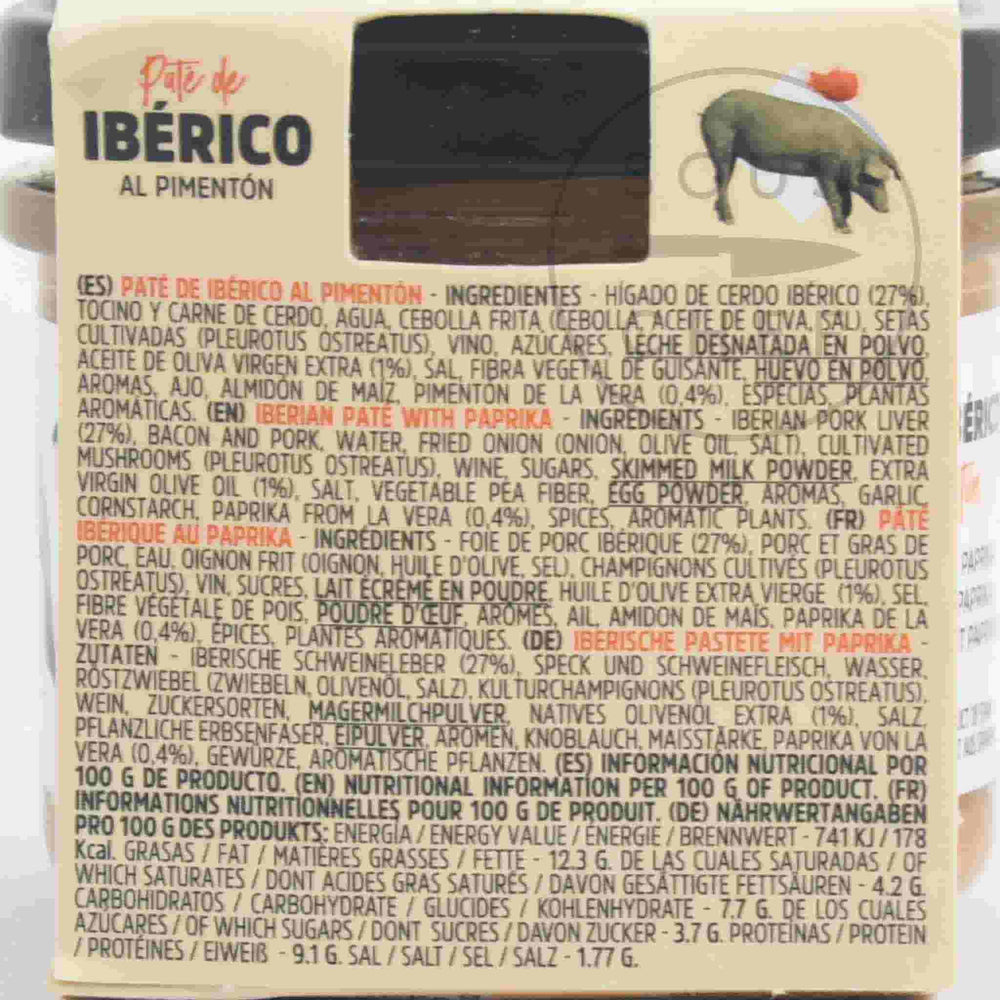 Paté de
IBÉRICO
AL PIMENTÓN
(ES) PATÉ DE IBÉRICO AL PIMENTÓN - INGREDIENTES - HÍGADO DE CERDO IBÉRICO (27%),
TOCINO Y CARNE DE CERDO, AGUA, CEBOLLA FRITA (CEBOLLA, ACEITE DE OLIVA, SAL), SETAS
CULTIVADAS (PLEUROTUS OSTREATUS), VINO, AZÚCARES, LECHE DESNATADA EN POLVO,
ACEITE DE OLIVA VIRGEN EXTRA (1%), SAL, FIBRA VEGETAL DE GUISANTE, HUEVO EN POLVO,
AROMAS, AJO, ALMIDÓN DE MAÍZ, PIMENTÓN DE LA VERA (0,4%), ESPECIAS, PLANTAS
AROMÁTICAS. (EN) IBERIAN PATÉ WITH PAPRIKA - INGREDIENTS - IBERIAN PORK LIVER
(27%), BACON AND PORK, WATER, FRIED ONION (ONION, OLIVE OIL, SALT), CULTIVATED
MUSHROOMS (PLEUROTUS OSTREATUS), WINE, SUGARS, SKIMMED MILK POWDER, EXTRA
VIRGIN OLIVE OIL (1%), SALT, VEGETABLE PEA FIBER, EGG POWDER, AROMAS, GARLIC,
CORNSTARCH, PAPRIKA FROM LA VERA (0,4%), SPICES, AROMATIC PLANTS. (FR) PÂTÉ
IBÉRIQUE AU PAPRIKA - INGRÉDIENTS - FOIE DE PORC IBÉRIQUE (27%), PORC ET GRAS DE
PORC, EAU, OIGNON FRIT (OIGNON, HUILE D'OLIVE, SEL), CHAMPIGNONS CULTIVÉS (PLEUROTUS
OSTREATUS), VIN, SUCRES, LAIT ÉCRÉMÉ EN POUDRE, HUILE D'OLIVE EXTRA VIERGE (1%), SEL,
FIBRE VÉGÉTALE DE POIS, POUDRE D'ŒUF, ARÔMES, AIL, AMIDON DE MAÏS, PAPRIKA DE LA
VERA (0,4%), ÉPICES, PLANTES AROMATIQUES. (DE) IBERISCHE PASTETE MIT PAPRIKA -
ZUTATEN - IBERISCHE SCHWEINELEBER (27%), SPECK UND SCHWEINEFLEISCH, WASSER,
RÖSTZWIEBEL (ZWIEBELN, OLIVENÖL, SALZ), KULTURCHAMPIGNONS (PLEUROTUS OSTREATUS),
WEIN, ZUCKERSORTEN, MAGERMILCHPULVER, NATIVES OLIVENÖL EXTRA (1%), SALZ,
PFLANZLICHE ERBSENFASER, EIPULVER, AROMEN, KNOBLAUCH, MAISSTÄRKE, PAPRIKA VON LA
VERA (0,4%), GEWÜRZE, AROMATISCHE PFLANZEN. (ES) INFORMACIÓN NUTRICIONAL POR
100 G DE PRODUCTO. (EN) NUTRITIONAL INFORMATION PER 100 G OF PRODUCT. (FR)
INFORMATIONS NUTRITIONNELLES POUR 100 G DE PRODUIT. (DE) NÄHRWERTANGABEN
PRO 100 G DES PRODUKTS: ENERGÍA / ENERGY VALUE / ÉNERGIE / BRENNWERT - 741 KJ / 178
Kcal. GRASAS / FAT / MATIÈRES GRASSES / FETTE - 12.3 G. DE LAS CUALES SATURADAS / OF
WHICH SATURATES / DONT ACIDES GRAS SATURÉS / DAVON GESÄTTIGTE FETTSÄUREN - 4.2 G.
CARBOHIDRATOS / CARBOHYDRATE / GLUCIDES / KOHLENHYDRATE - 7.7 G. DE LOS CUALES
AZÚCARES / OF WHICH SUGARS / DONT SUCRES / DAVON ZUCKER - 3.7 G. PROTEÍNAS / PROTEIN
/ PROTÉINES / EIWEIß - 9.1 G. SAL / SALT / SEL / SALZ - 1.77 G.